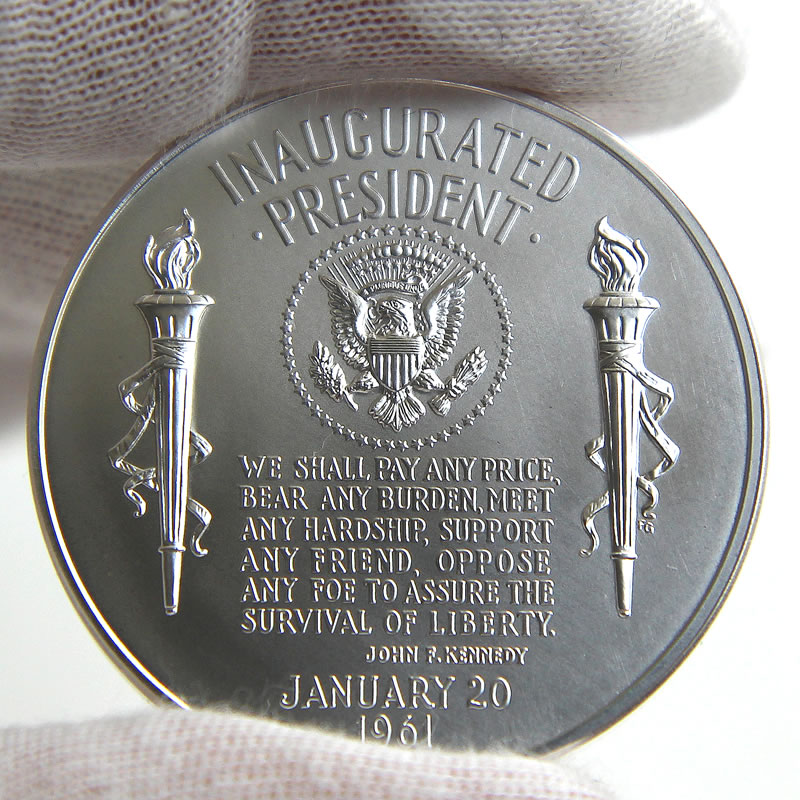 INAUGURATED
· PRESIDENT ·
WE SHALL PAY ANY PRICE,
BEAR ANY BURDEN, MEET
ANY HARDSHIP, SUPPORT
ANY FRIEND, OPPOSE
ANY FOE TO ASSURE THE
SURVIVAL OF LIBERTY.
JOHN F. KENNEDY
JANUARY 20
1961